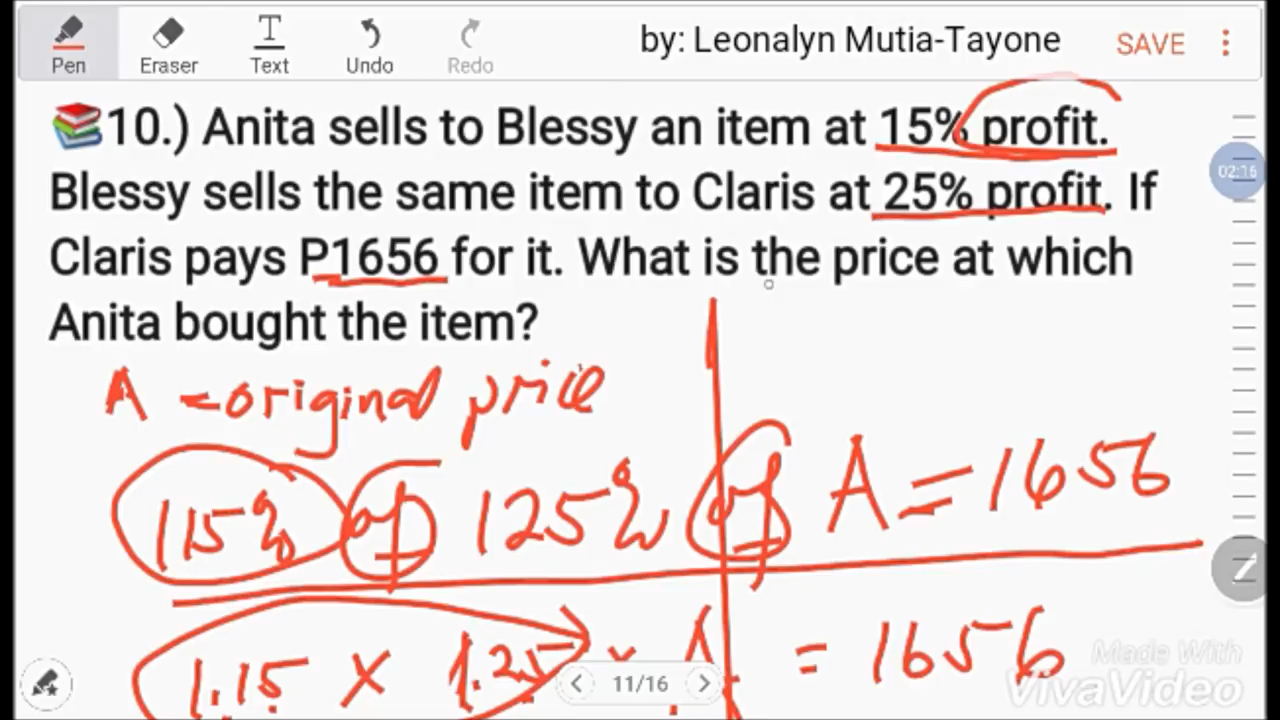 Pen Eraser Text Undo Redo by: Leonalyn Mutia-Tayone SAVE
📚10.) Anita sells to Blessy an item at 15% profit.
02:16
Blessy sells the same item to Claris at 25% profit. If
Claris pays P1656 for it. What is the price at which
Anita bought the item?
A = original price
115% of 125% of A = 1656
1.15 x 1.25 x A = 1656
11/16
Made With
VivaVideo